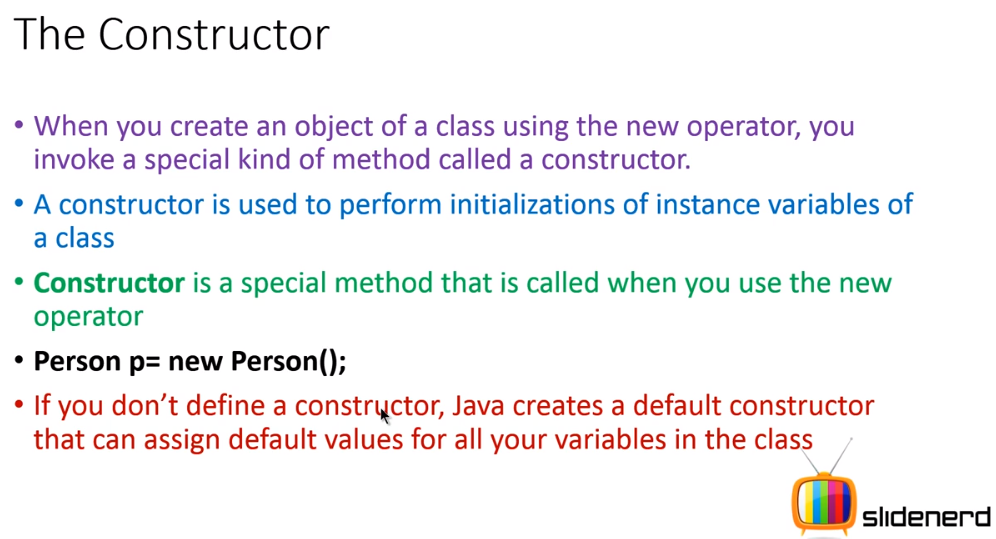 The Constructor
• When you create an object of a class using the new operator, you
invoke a special kind of method called a constructor.
• A constructor is used to perform initializations of instance variables of
a class
• Constructor is a special method that is called when you use the new
operator
• Person p= new Person();
• If you don’t define a constructor, Java creates a default constructor
that can assign default values for all your variables in the class
slidenerd